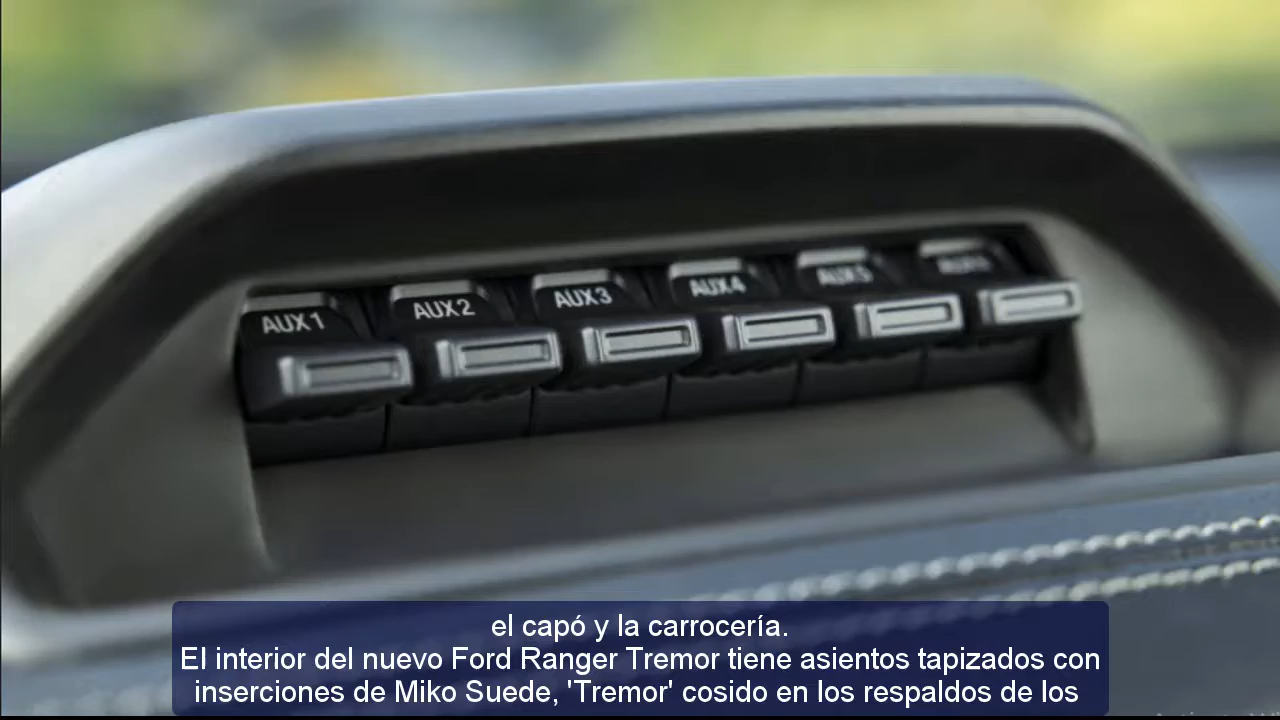 AUX1 AUX2 AUX3 AUX4 AUX5
el capó y la carrocería.
El interior del nuevo Ford Ranger Tremor tiene asientos tapizados con
inserciones de Miko Suede, 'Tremor' cosido en los respaldos de los